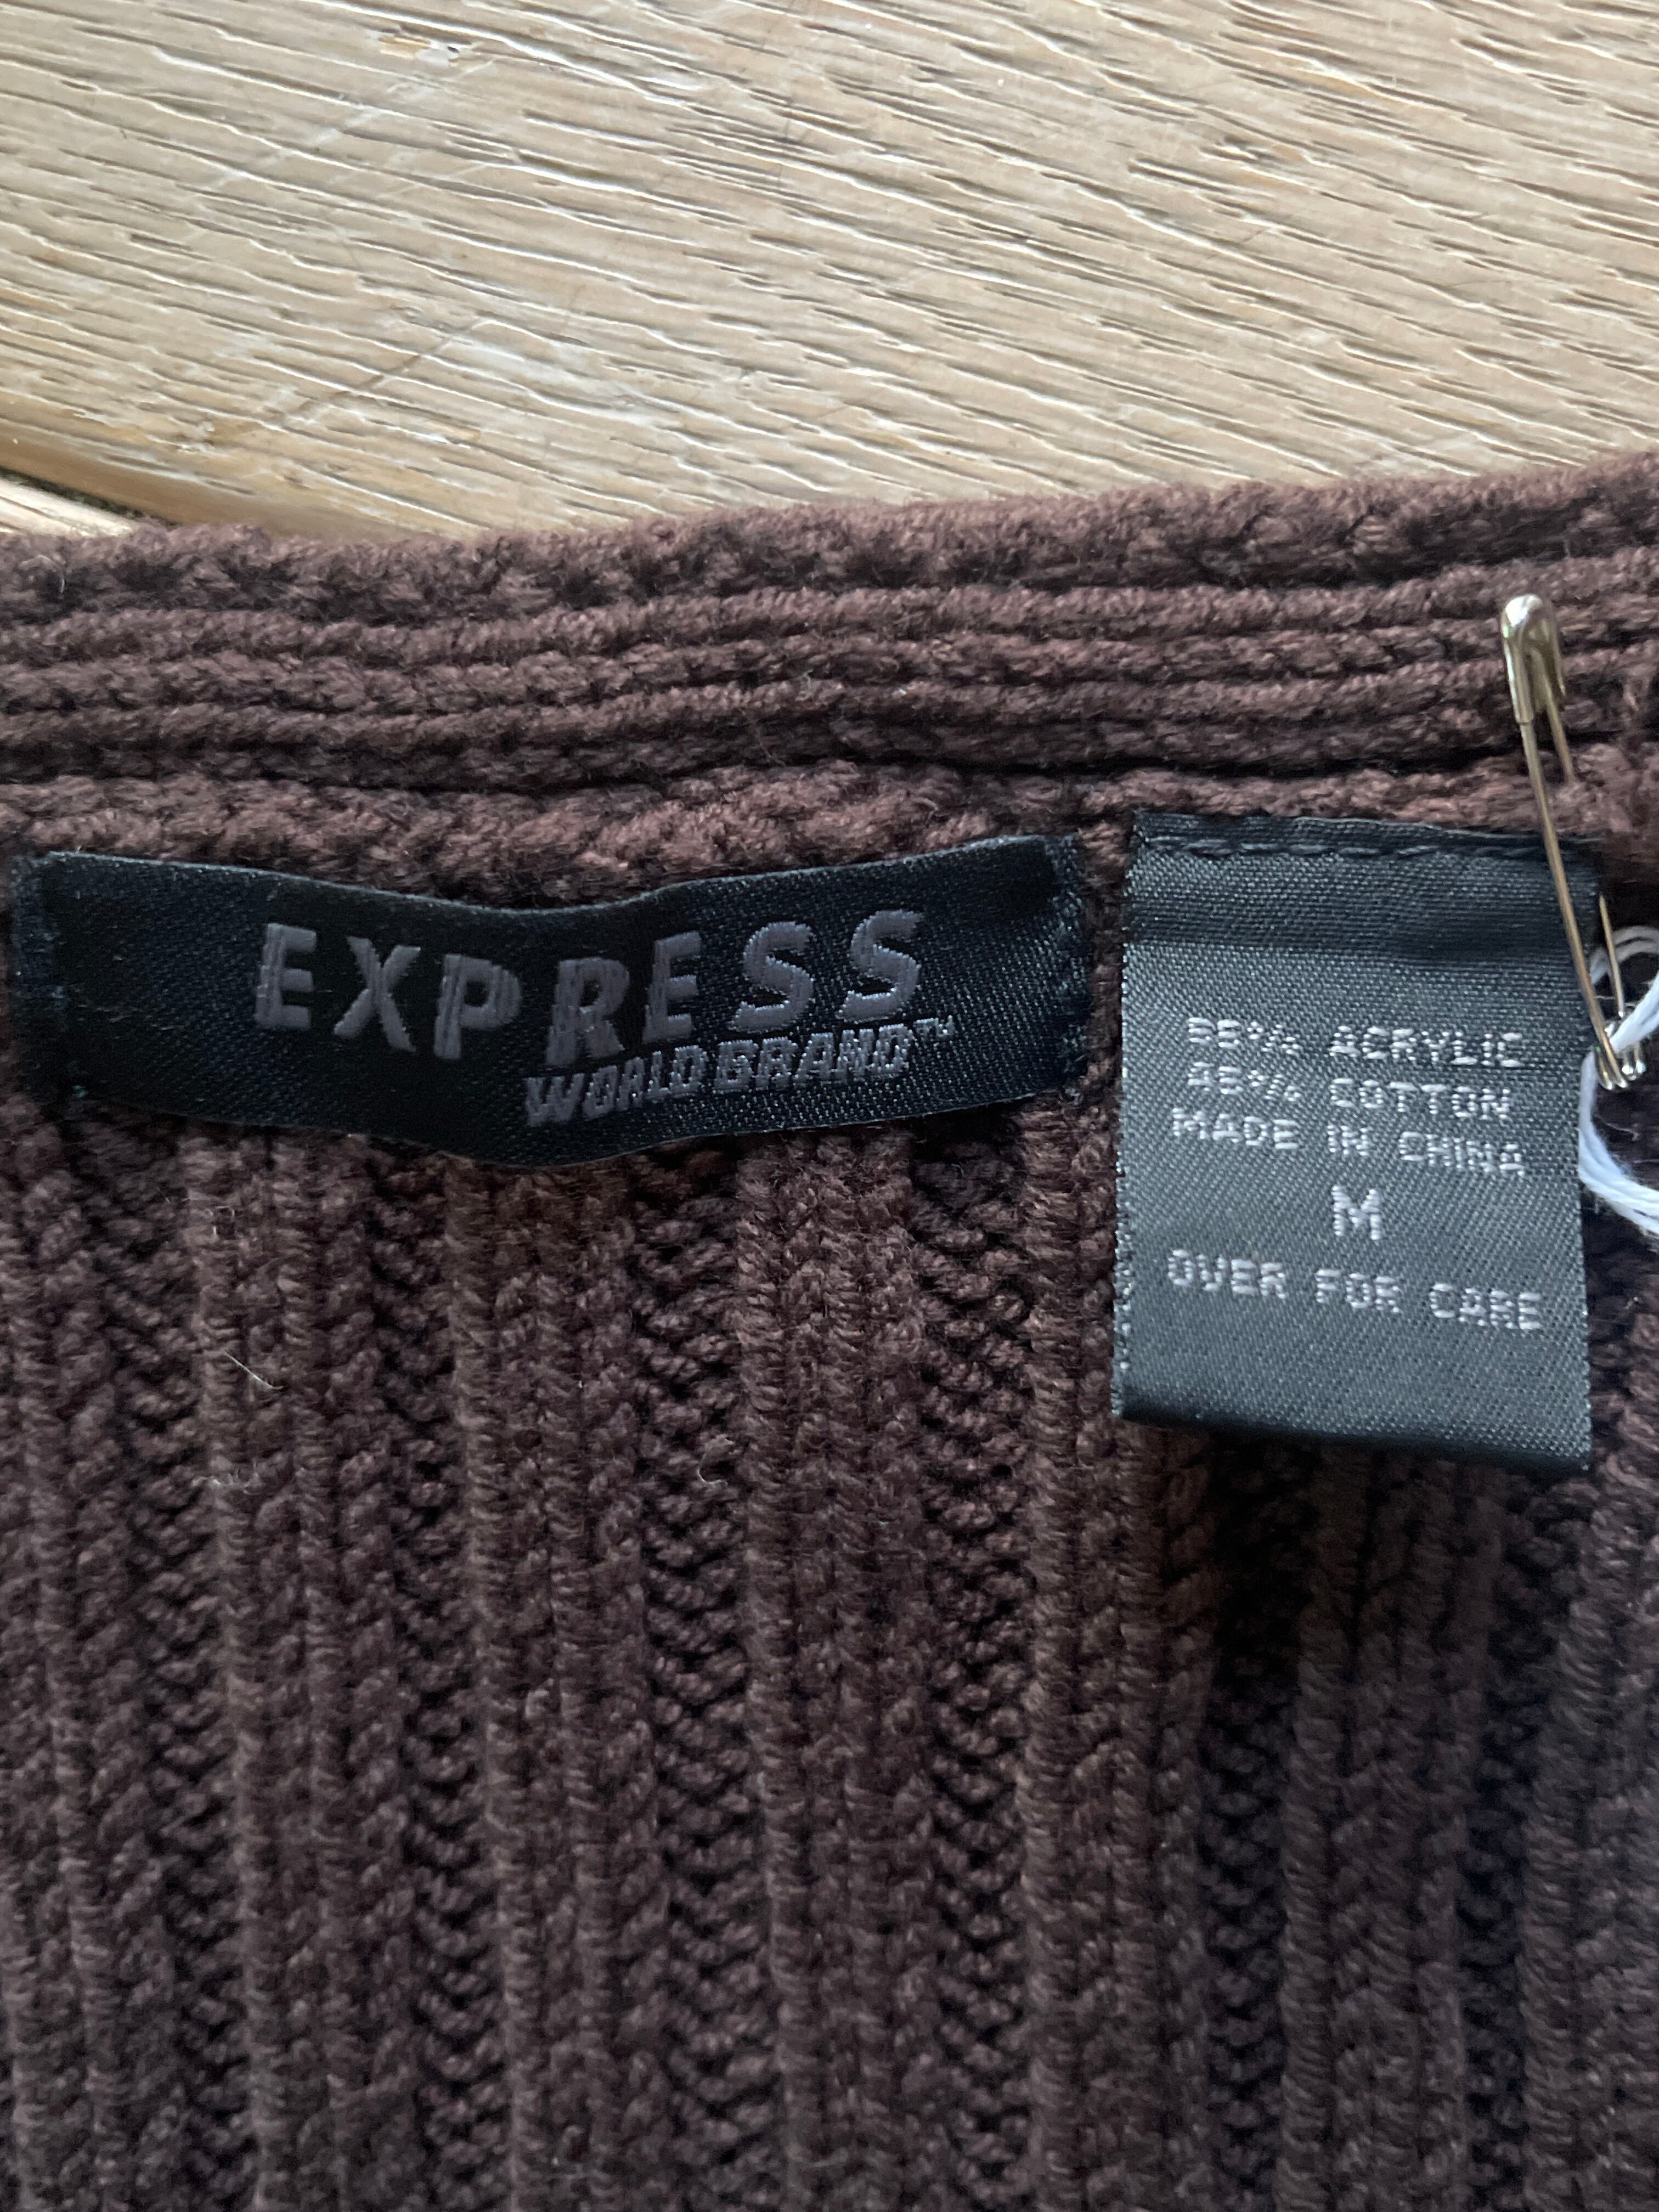 EXPRESS
WORLD BRAND™
55% ACRYLIC
45% COTTON
MADE IN CHINA
M
OVER FOR CARE